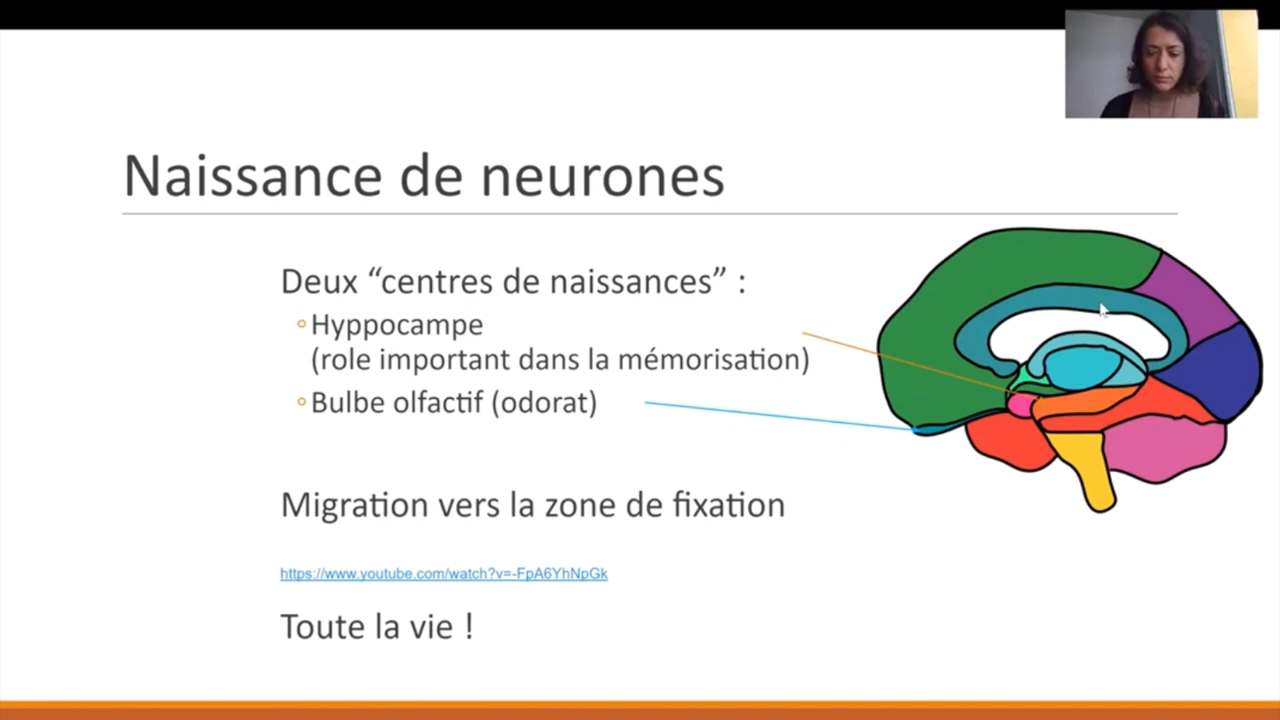 Naissance de neurones
Deux “centres de naissances” :
Hyppocampe
(role important dans la mémorisation)
Bulbe olfactif (odorat)
Migration vers la zone de fixation
https://www.youtube.com/watch?v=-FpA6YhNpGk
Toute la vie !